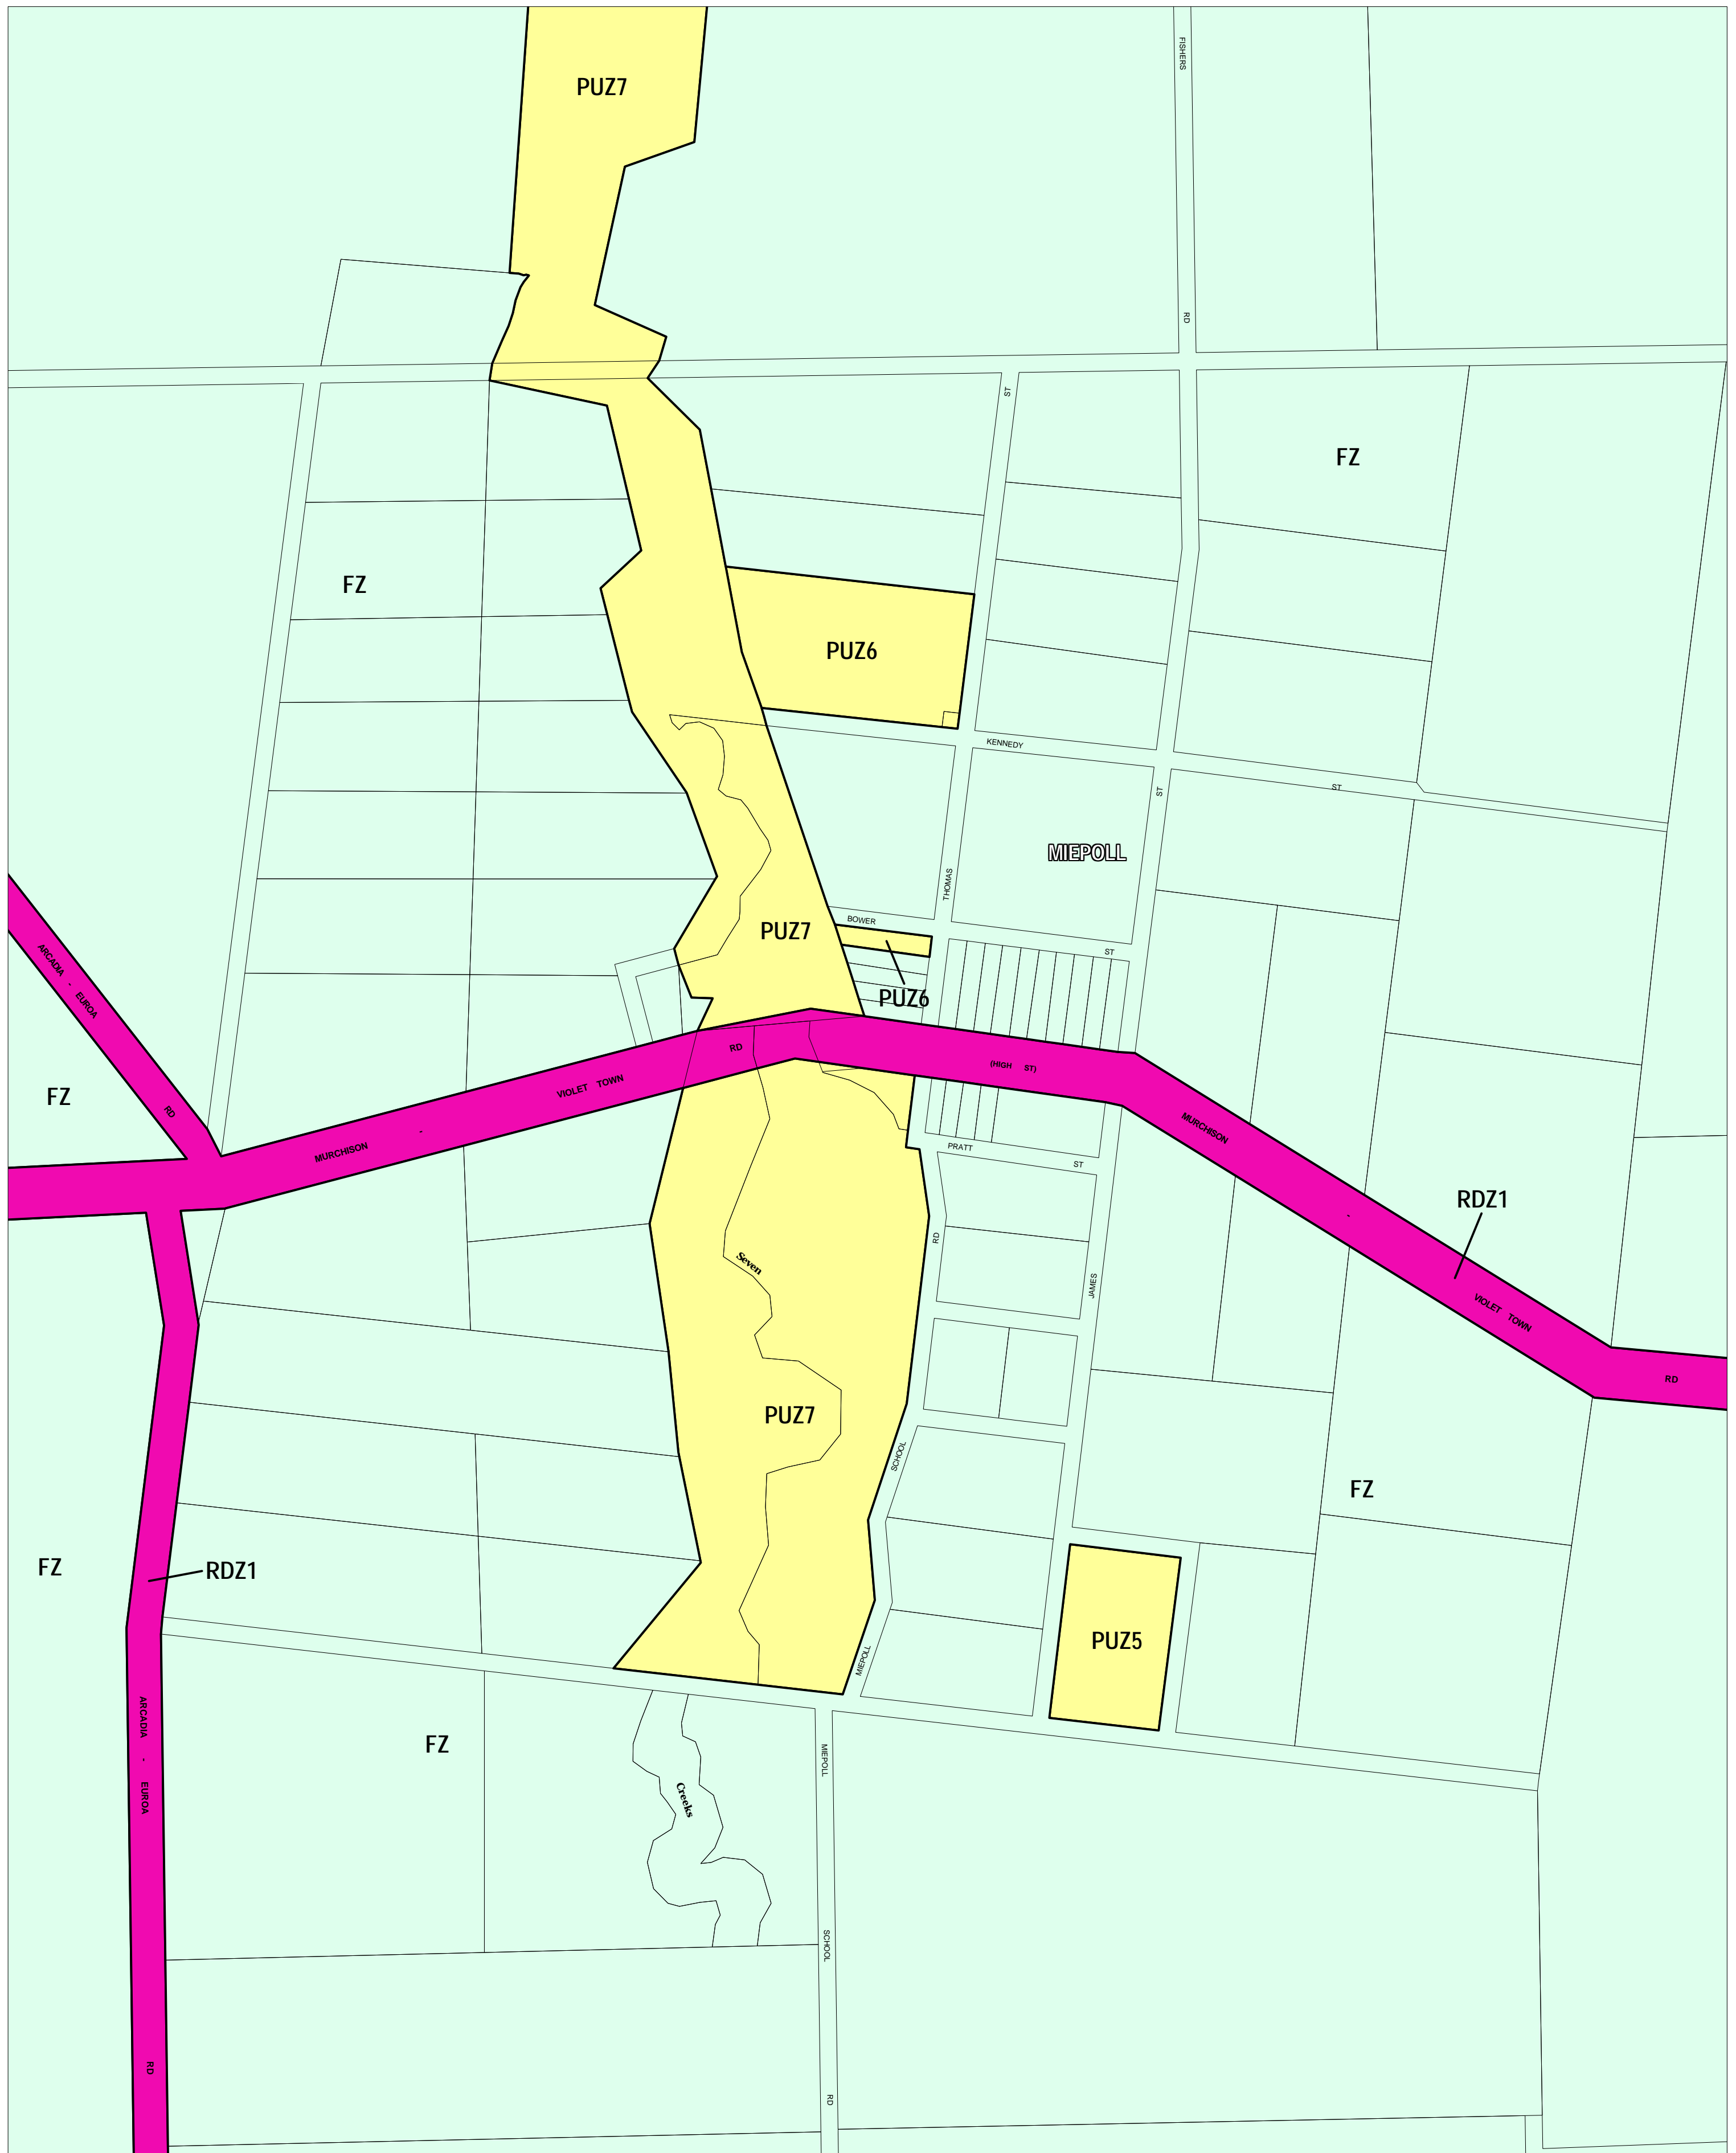 PUZ7
FISHERS
RD
ST
FZ
FZ
PUZ6
KENNEDY
ST
ST
MIEPOLL
THOMAS
BOWER
PUZ7
ST
PUZ6
ARCADIA - EUROA
RD
FZ
MURCHISON - VIOLET TOWN
RD
(HIGH ST)
MURCHISON - VIOLET TOWN
RD
PRATT
ST
RDZ1
RD
JAMES
Seven
PUZ7
SCHOOL
FZ
FZ
RDZ1
PUZ5
MIEPOLL
ARCADIA - EUROA
RD
FZ
MIEPOLL
Creeks
SCHOOL
RD